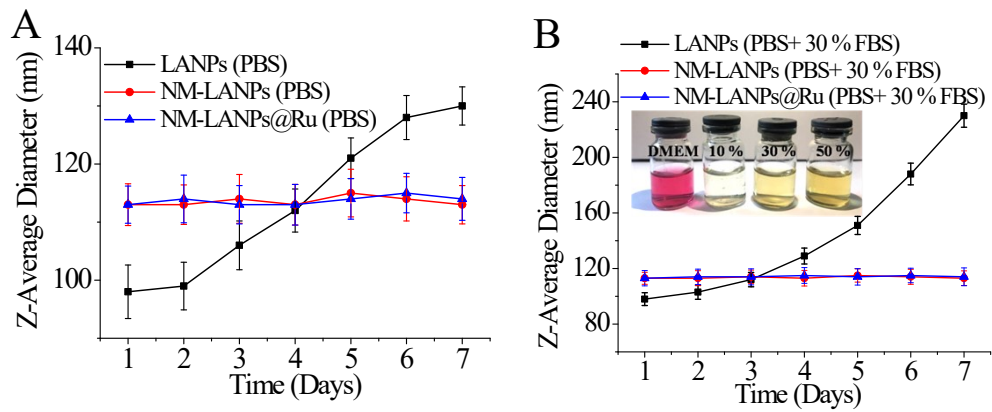 A
Z-Average Diameter (nm)
140
120
100
LANPs (PBS)
NM-LANPs (PBS)
NM-LANPs@Ru (PBS)
1 2 3 4 5 6 7
Time (Days)
B
LANPs (PBS+ 30 % FBS)
NM-LANPs (PBS+ 30 % FBS)
NM-LANPs@Ru (PBS+ 30 % FBS)
Z-Average Diameter (nm)
240
200
160
120
80
DMEM 10 % 30 % 50 %
1 2 3 4 5 6 7
Time (Days)